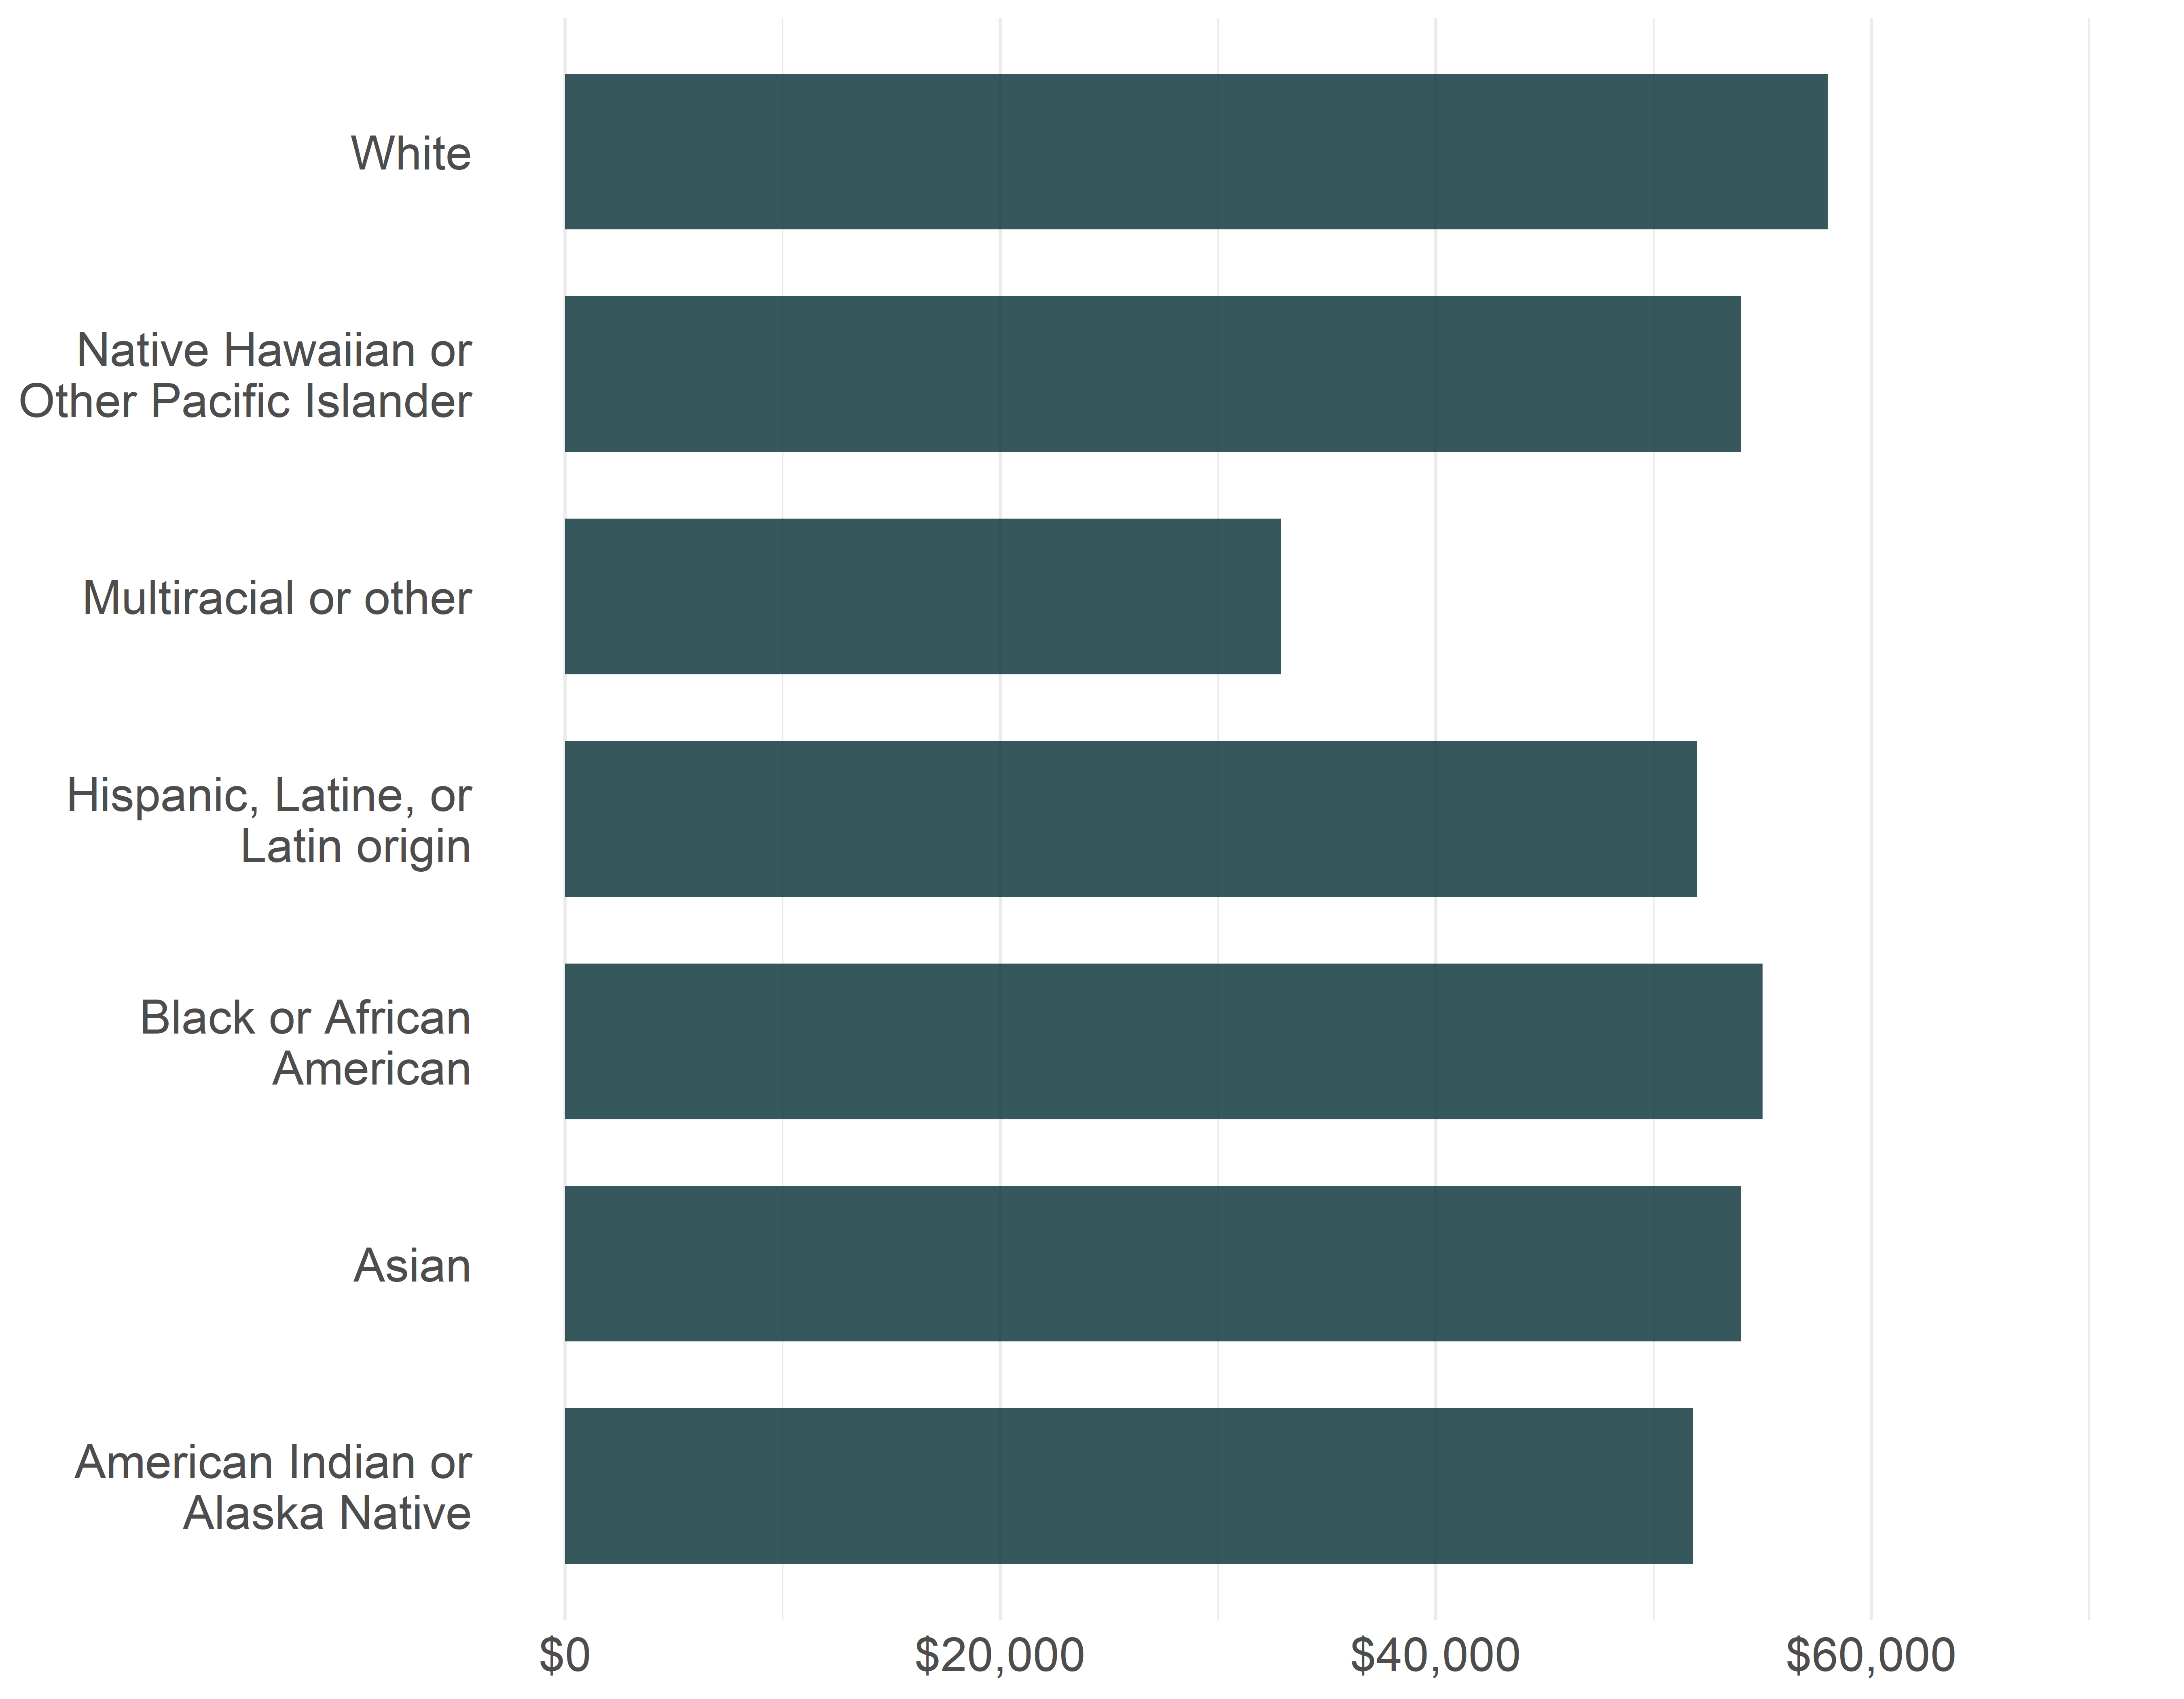 White
Native Hawaiian or
Other Pacific Islander
Multiracial or other
Hispanic, Latine, or
Latin origin
Black or African
American
Asian
American Indian or
Alaska Native
$0
$20,000
$40,000
$60,000